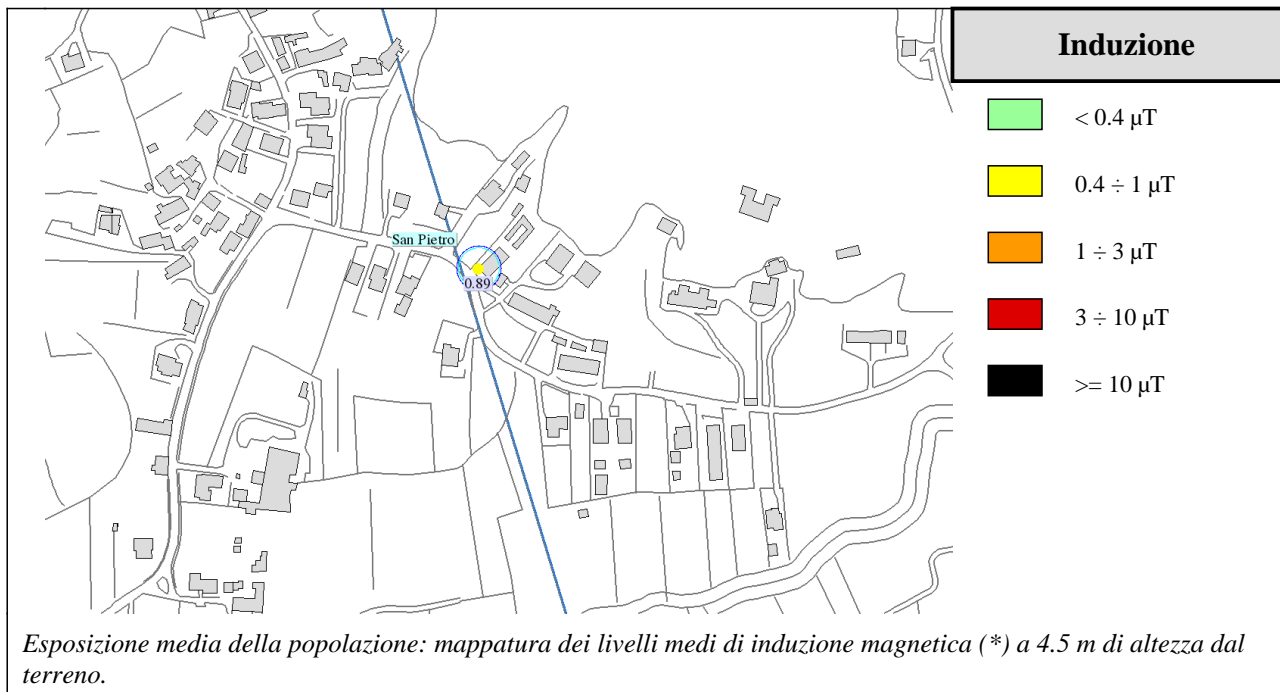 Induzione
< 0.4 µT
0.4 ÷ 1 µT
1 ÷ 3 µT
3 ÷ 10 µT
>= 10 µT
San Pietro
0.89
Esposizione media della popolazione: mappatura dei livelli medi di induzione magnetica (*) a 4.5 m di altezza dal
terreno.